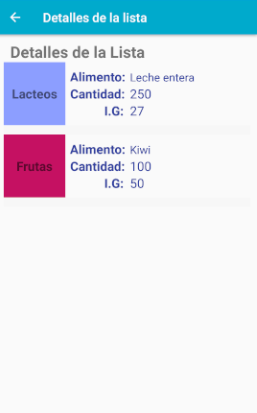 Detalles de la lista
Detalles de la Lista
Lacteos
Alimento: Leche entera
Cantidad: 250
I.G: 27
Frutas
Alimento: Kiwi
Cantidad: 100
I.G: 50